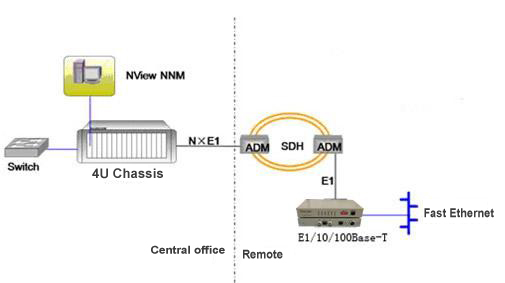 NView NNM
Switch
4U Chassis
N×E1
ADM
SDH
ADM
E1
Fast Ethernet
E1/10/100Base-T
Central office
Remote